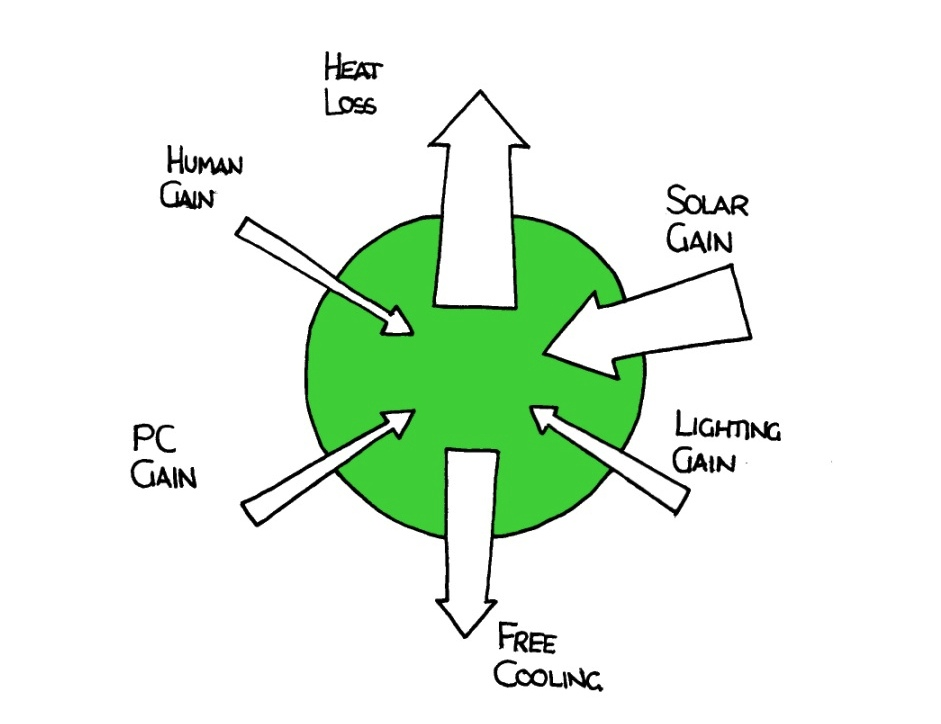 HEAT
LOSS
HUMAN
GAIN
SOLAR
GAIN
PC
GAIN
LIGHTING
GAIN
FREE
COOLING